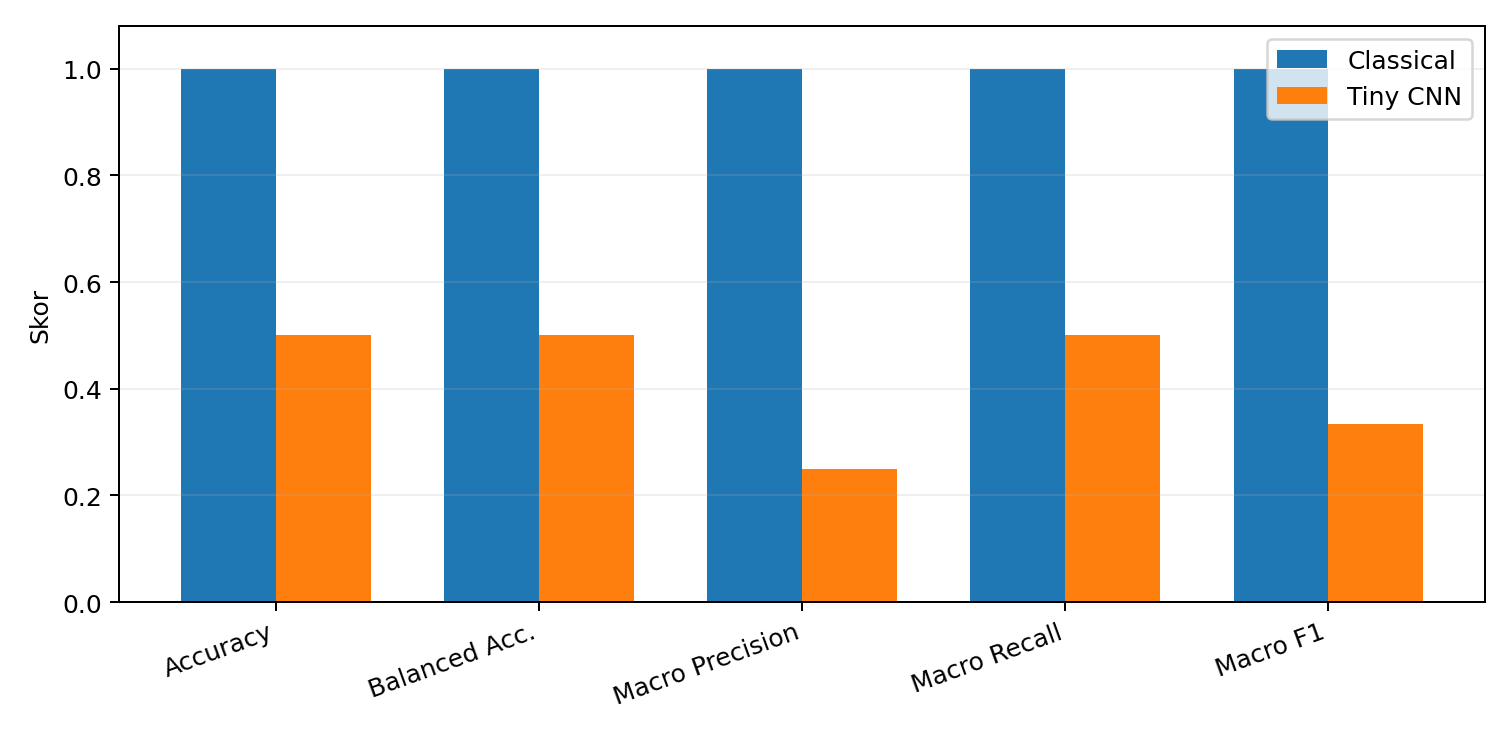 Classical
Tiny CNN
1.0
0.8
0.6
0.4
0.2
0.0
Skor
Accuracy
Balanced Acc.
Macro Precision
Macro Recall
Macro F1